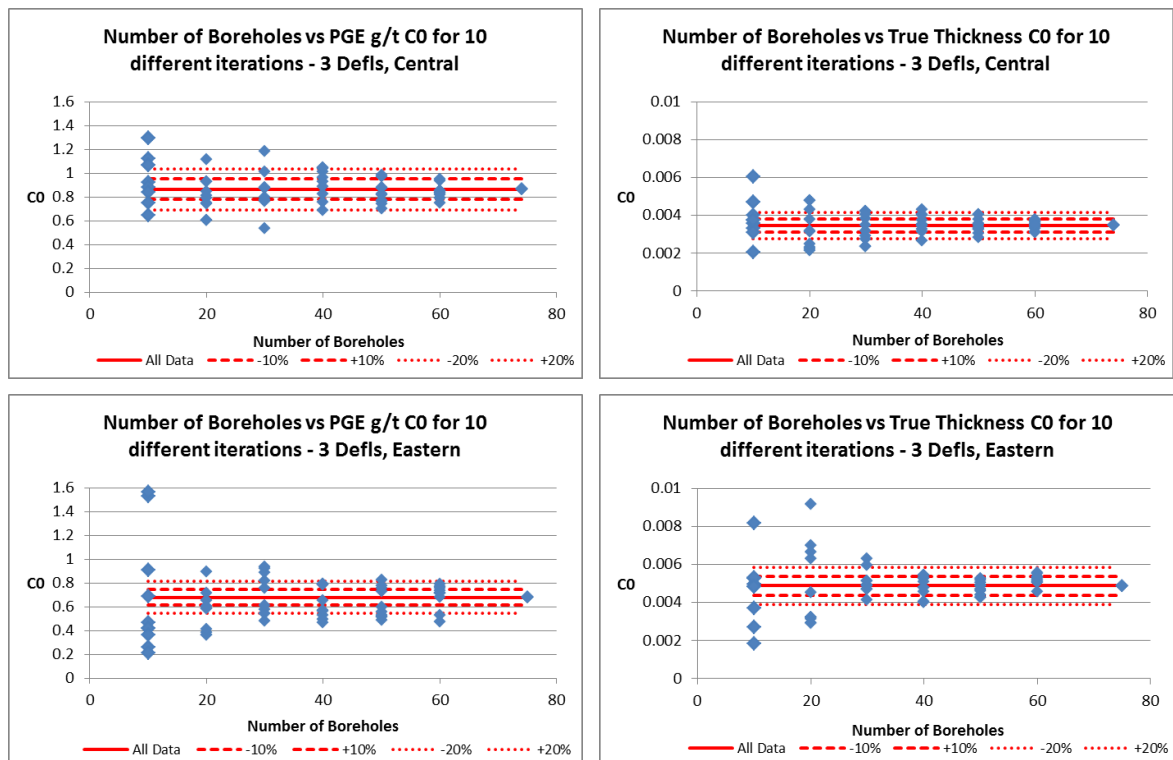 Number of Boreholes vs PGE g/t C0 for 10
different iterations - 3 Defls, Central
1.6
1.4
1.2
1
0.8
C0
0.6
0.4
0.2
0
0 20 40 60 80
Number of Boreholes
All Data -10% +10% -20% +20%
Number of Boreholes vs True Thickness C0 for 10
different iterations - 3 Defls, Central
0.01
0.008
0.006
C0
0.004
0.002
0
0 20 40 60 80
Number of Boreholes
All Data -10% +10% -20% +20%
Number of Boreholes vs PGE g/t C0 for 10
different iterations - 3 Defls, Eastern
1.6
1.4
1.2
1
C0 0.8
0.6
0.4
0.2
0
0 20 40 60 80
Number of Boreholes
All Data -10% +10% -20% +20%
Number of Boreholes vs True Thickness C0 for 10
different iterations - 3 Defls, Eastern
0.01
0.008
0.006
C0
0.004
0.002
0
0 20 40 60 80
Number of Boreholes
All Data -10% +10% -20% +20%